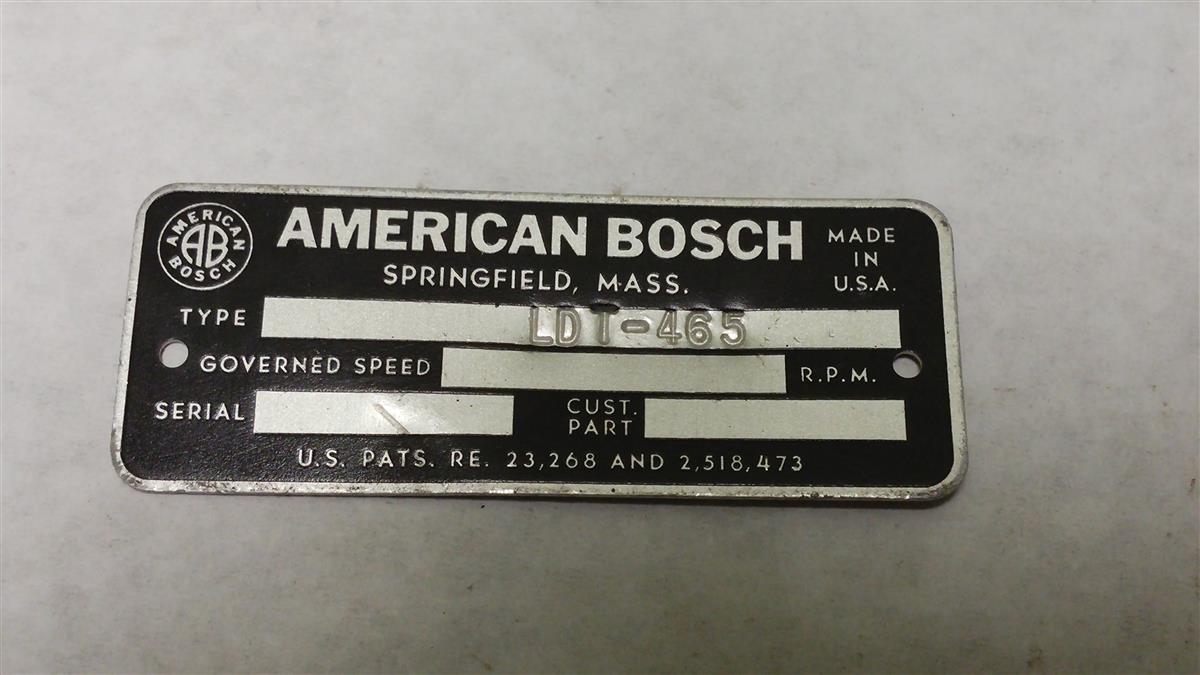 AMERICAN BOSCH
AB
AMERICAN BOSCH
SPRINGFIELD, MASS.
MADE
IN
U.S.A.
TYPE LDT-465
GOVERNED SPEED R.P.M.
SERIAL
CUST.
PART
U.S. PATS. RE. 23,268 AND 2,518,473